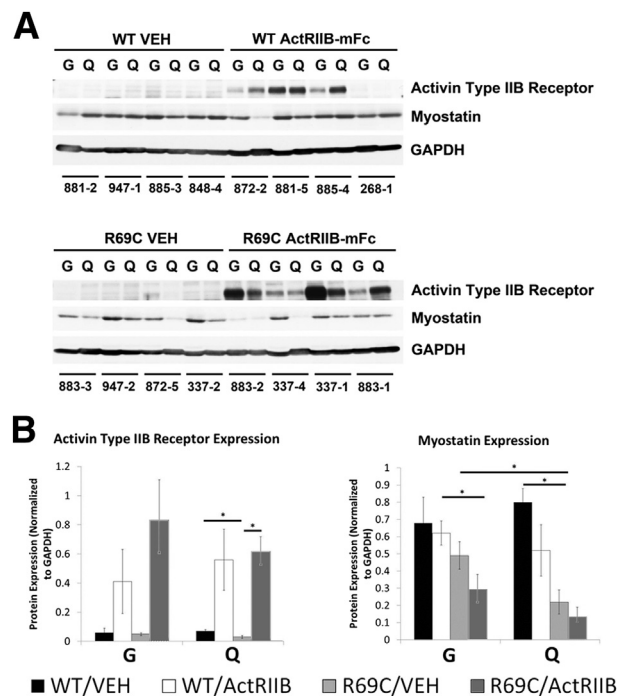 A
WT VEH WT ActRIIB-mFc
G Q G Q G Q G Q G Q G Q G Q G Q
Activin Type IIB Receptor
Myostatin
GAPDH
881-2 947-1 885-3 848-4 872-2 881-5 885-4 268-1
R69C VEH R69C ActRIIB-mFc
G Q G Q G Q G Q G Q G Q G Q G Q
Activin Type IIB Receptor
Myostatin
GAPDH
883-3 947-2 872-5 337-2 883-2 337-4 337-1 883-1
B
Activin Type IIB Receptor Expression
Protein Expression (Normalized
to GAPDH)
1.2
1
0.8
0.6
0.4
0.2
0
* *
G Q
Myostatin Expression
Protein Expression (Normalized
to GAPDH)
1
0.9
0.8
0.7
0.6
0.5
0.4
0.3
0.2
0.1
0
*
* *
G Q
WT/VEH WT/ActRIIB R69C/VEH R69C/ActRIIB